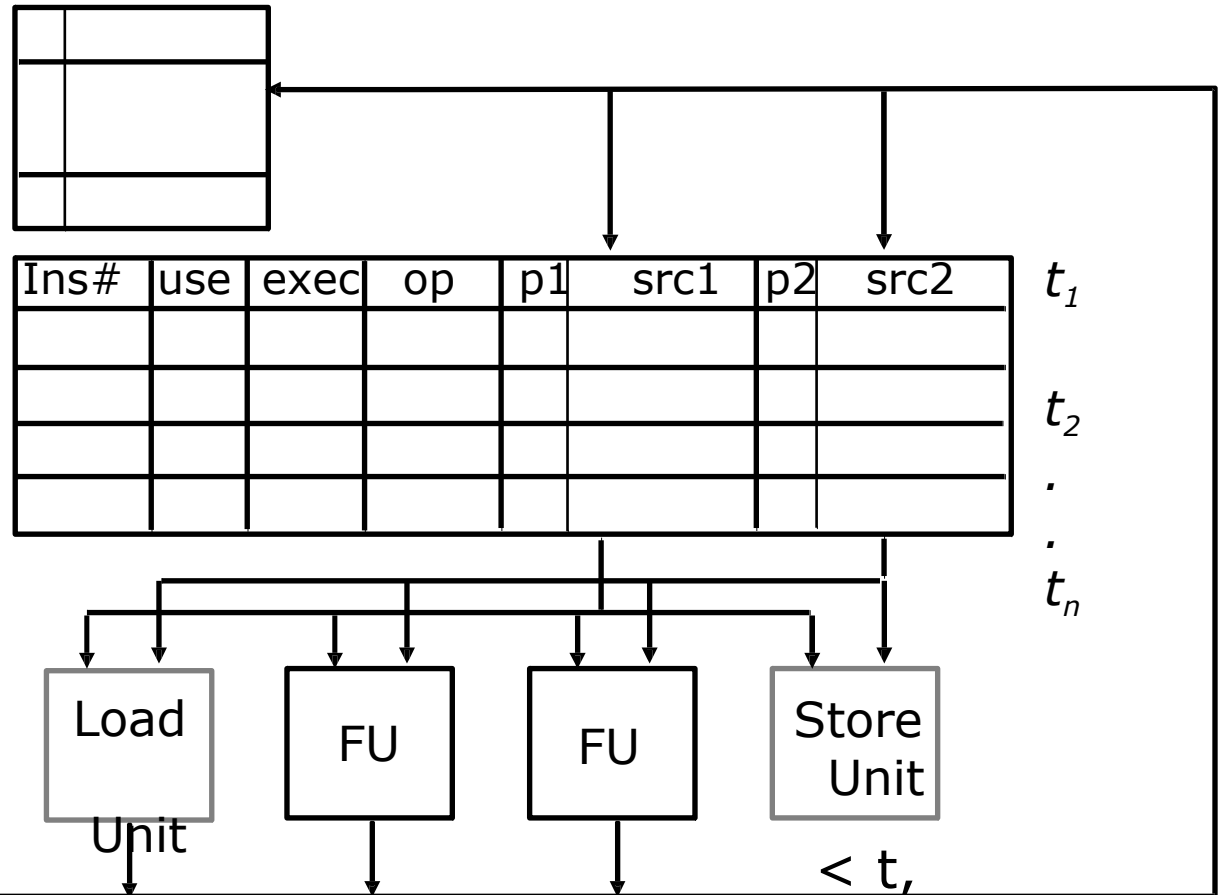 Ins# use exec op p1 src1 p2 src2 t₁
t₂
.
.
tₙ
Load
Unit
FU
FU
Store
Unit
< t,